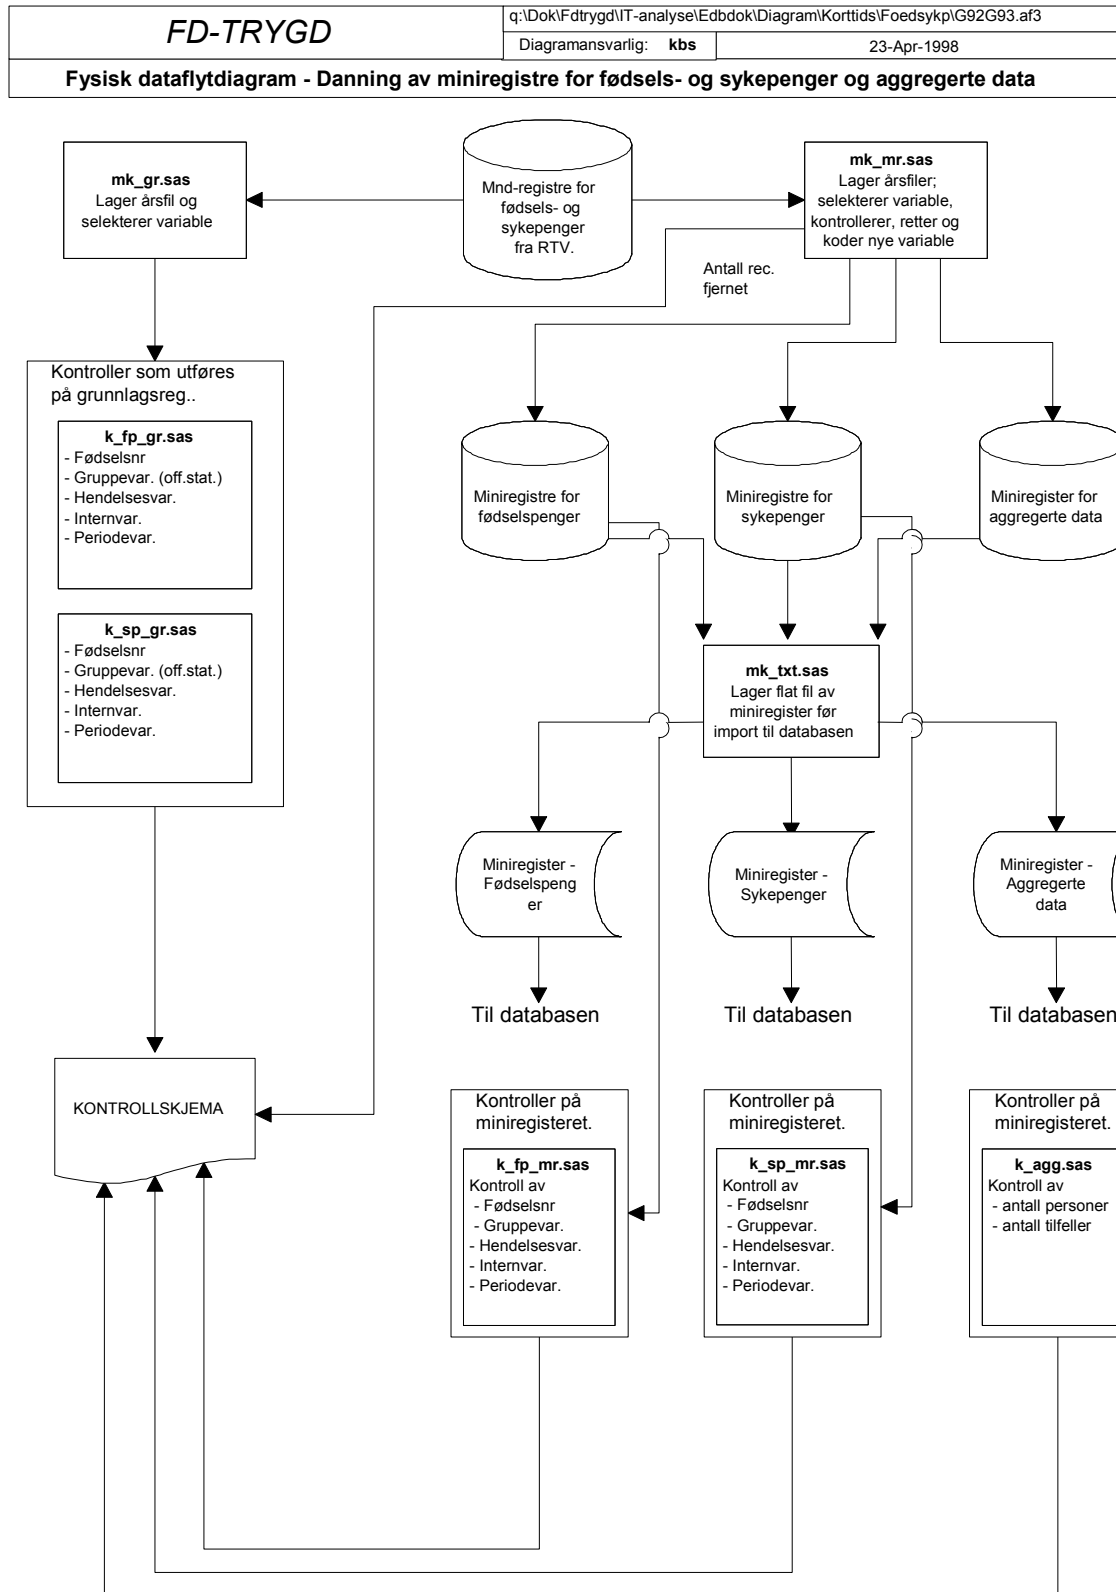 FD-TRYGD
q:\Dok\Fdtrygd\IT-analyse\Edbdok\Diagram\Korttids\Foedsykp\G92G93.af3
Diagramansvarlig: kbs
23-Apr-1998
Fysisk dataflytdiagram - Danning av miniregistre for fødsels- og sykepenger og aggregerte data
mk_gr.sas
Lager årsfil og
selekterer variable
Mnd-registre for
fødsels- og
sykepenger
fra RTV.
mk_mr.sas
Lager årsfiler;
selekterer variable,
kontrollerer, retter og
koder nye variable
Antall rec.
fjernet
Kontroller som utføres
på grunnlagsreg..
k_fp_gr.sas
- Fødselsnr
- Gruppevar. (off.stat.)
- Hendelsesvar.
- Internvar.
- Periodevar.
k_sp_gr.sas
- Fødselsnr
- Gruppevar. (off.stat.)
- Hendelsesvar.
- Internvar.
- Periodevar.
Miniregistre for
fødselspenger
Miniregistre for
sykepenger
Miniregister for
aggregerte data
mk_txt.sas
Lager flat fil av
miniregister før
import til databasen
Miniregister -
Fødselspeng
er
Miniregister -
Sykepenger
Miniregister -
Aggregerte
data
Til databasen
Til databasen
Til databasen
KONTROLLSKJEMA
Kontroller på
miniregisteret.
k_fp_mr.sas
Kontroll av
- Fødselsnr
- Gruppevar.
- Hendelsesvar.
- Internvar.
- Periodevar.
Kontroller på
miniregisteret.
k_sp_mr.sas
Kontroll av
- Fødselsnr
- Gruppevar.
- Hendelsesvar.
- Internvar.
- Periodevar.
Kontroller på
miniregisteret.
k_agg.sas
Kontroll av
- antall personer
- antall tilfeller